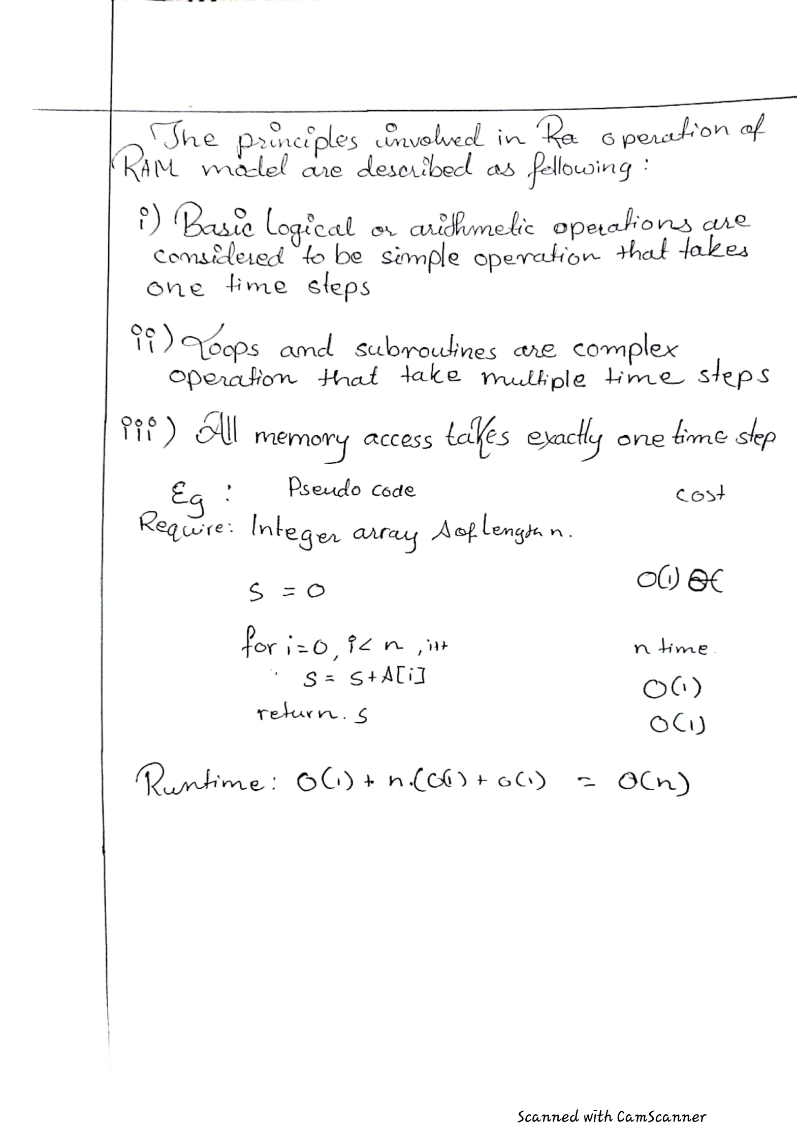 The principles involved in Ra operation of
RAM model are described as following :
i) Basic Logical or arithmetic operations are
considered to be simple operation that takes
one time steps
ii) Loops and subroutines are complex
operation that take multiple time steps
iii) All memory access takes exactly one time step
Eg : Pseudo code cost
Require: Integer array A of Length n.
S = 0 O(1)
for i=0, i< n , i++ n time.
S = S+A[i] O(1)
return. S O(1)
Runtime: O(1) + n.(O(1) + O(1) = O(n)
Scanned with CamScanner